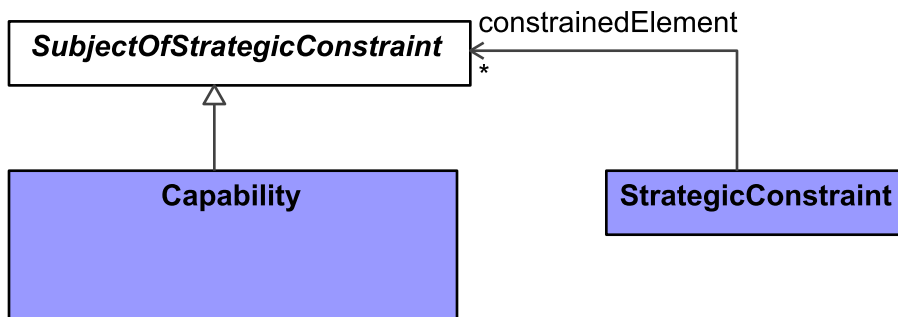 constrainedElement
SubjectOfStrategicConstraint
*
Capability
StrategicConstraint